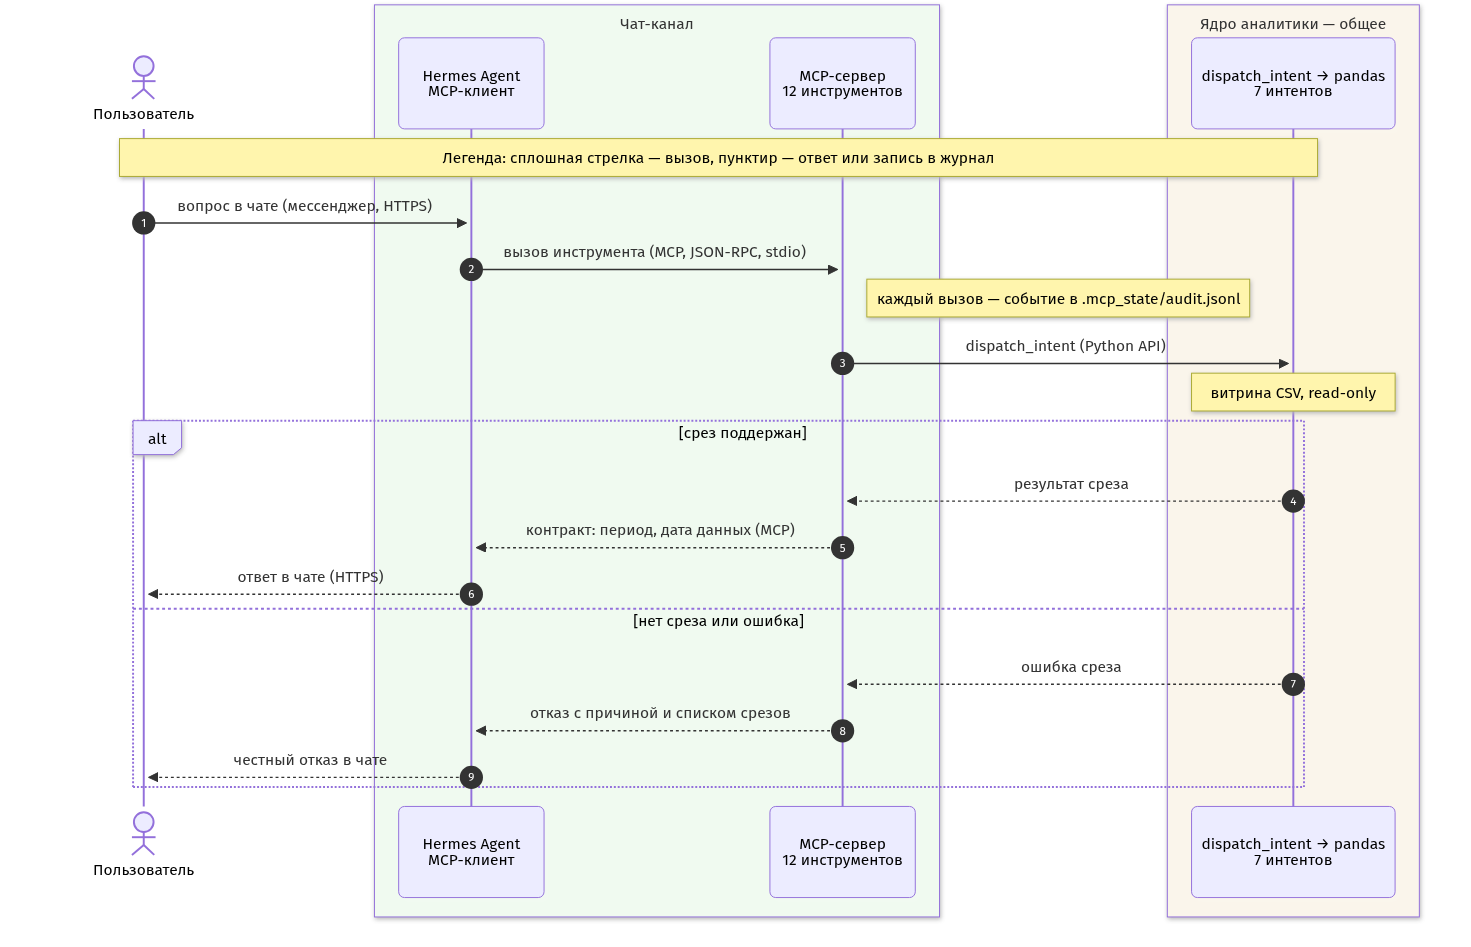 Чат-канал
Ядро аналитики — общее
Пользователь
Hermes Agent
MCP-клиент
MCP-сервер
12 инструментов
dispatch_intent → pandas
7 интентов
Легенда: сплошная стрелка — вызов, пунктир — ответ или запись в журнал
вопрос в чате (мессенджер, HTTPS)
1
вызов инструмента (MCP, JSON-RPC, stdio)
2
каждый вызов — событие в .mcp_state/audit.jsonl
dispatch_intent (Python API)
3
витрина CSV, read-only
alt
[срез поддержан]
результат среза
4
контракт: период, дата данных (MCP)
5
ответ в чате (HTTPS)
6
[нет среза или ошибка]
ошибка среза
7
отказ с причиной и списком срезов
8
честный отказ в чате
9
Пользователь
Hermes Agent
MCP-клиент
MCP-сервер
12 инструментов
dispatch_intent → pandas
7 интентов